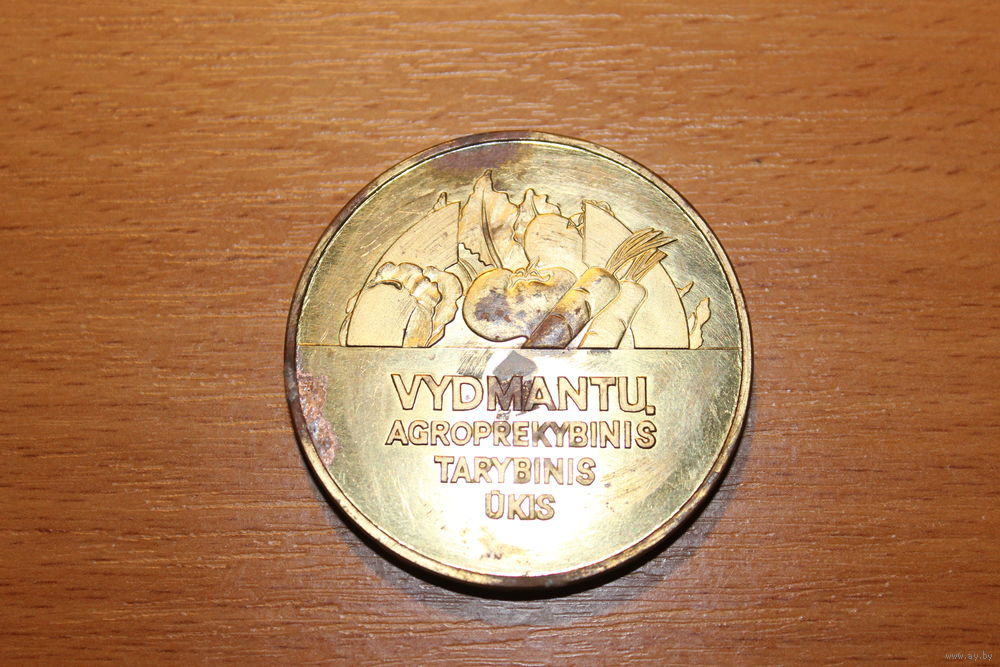 VYDMANTŲ
AGROPREKYBINIS
TARYBINIS
ŪKIS
www.ay.by